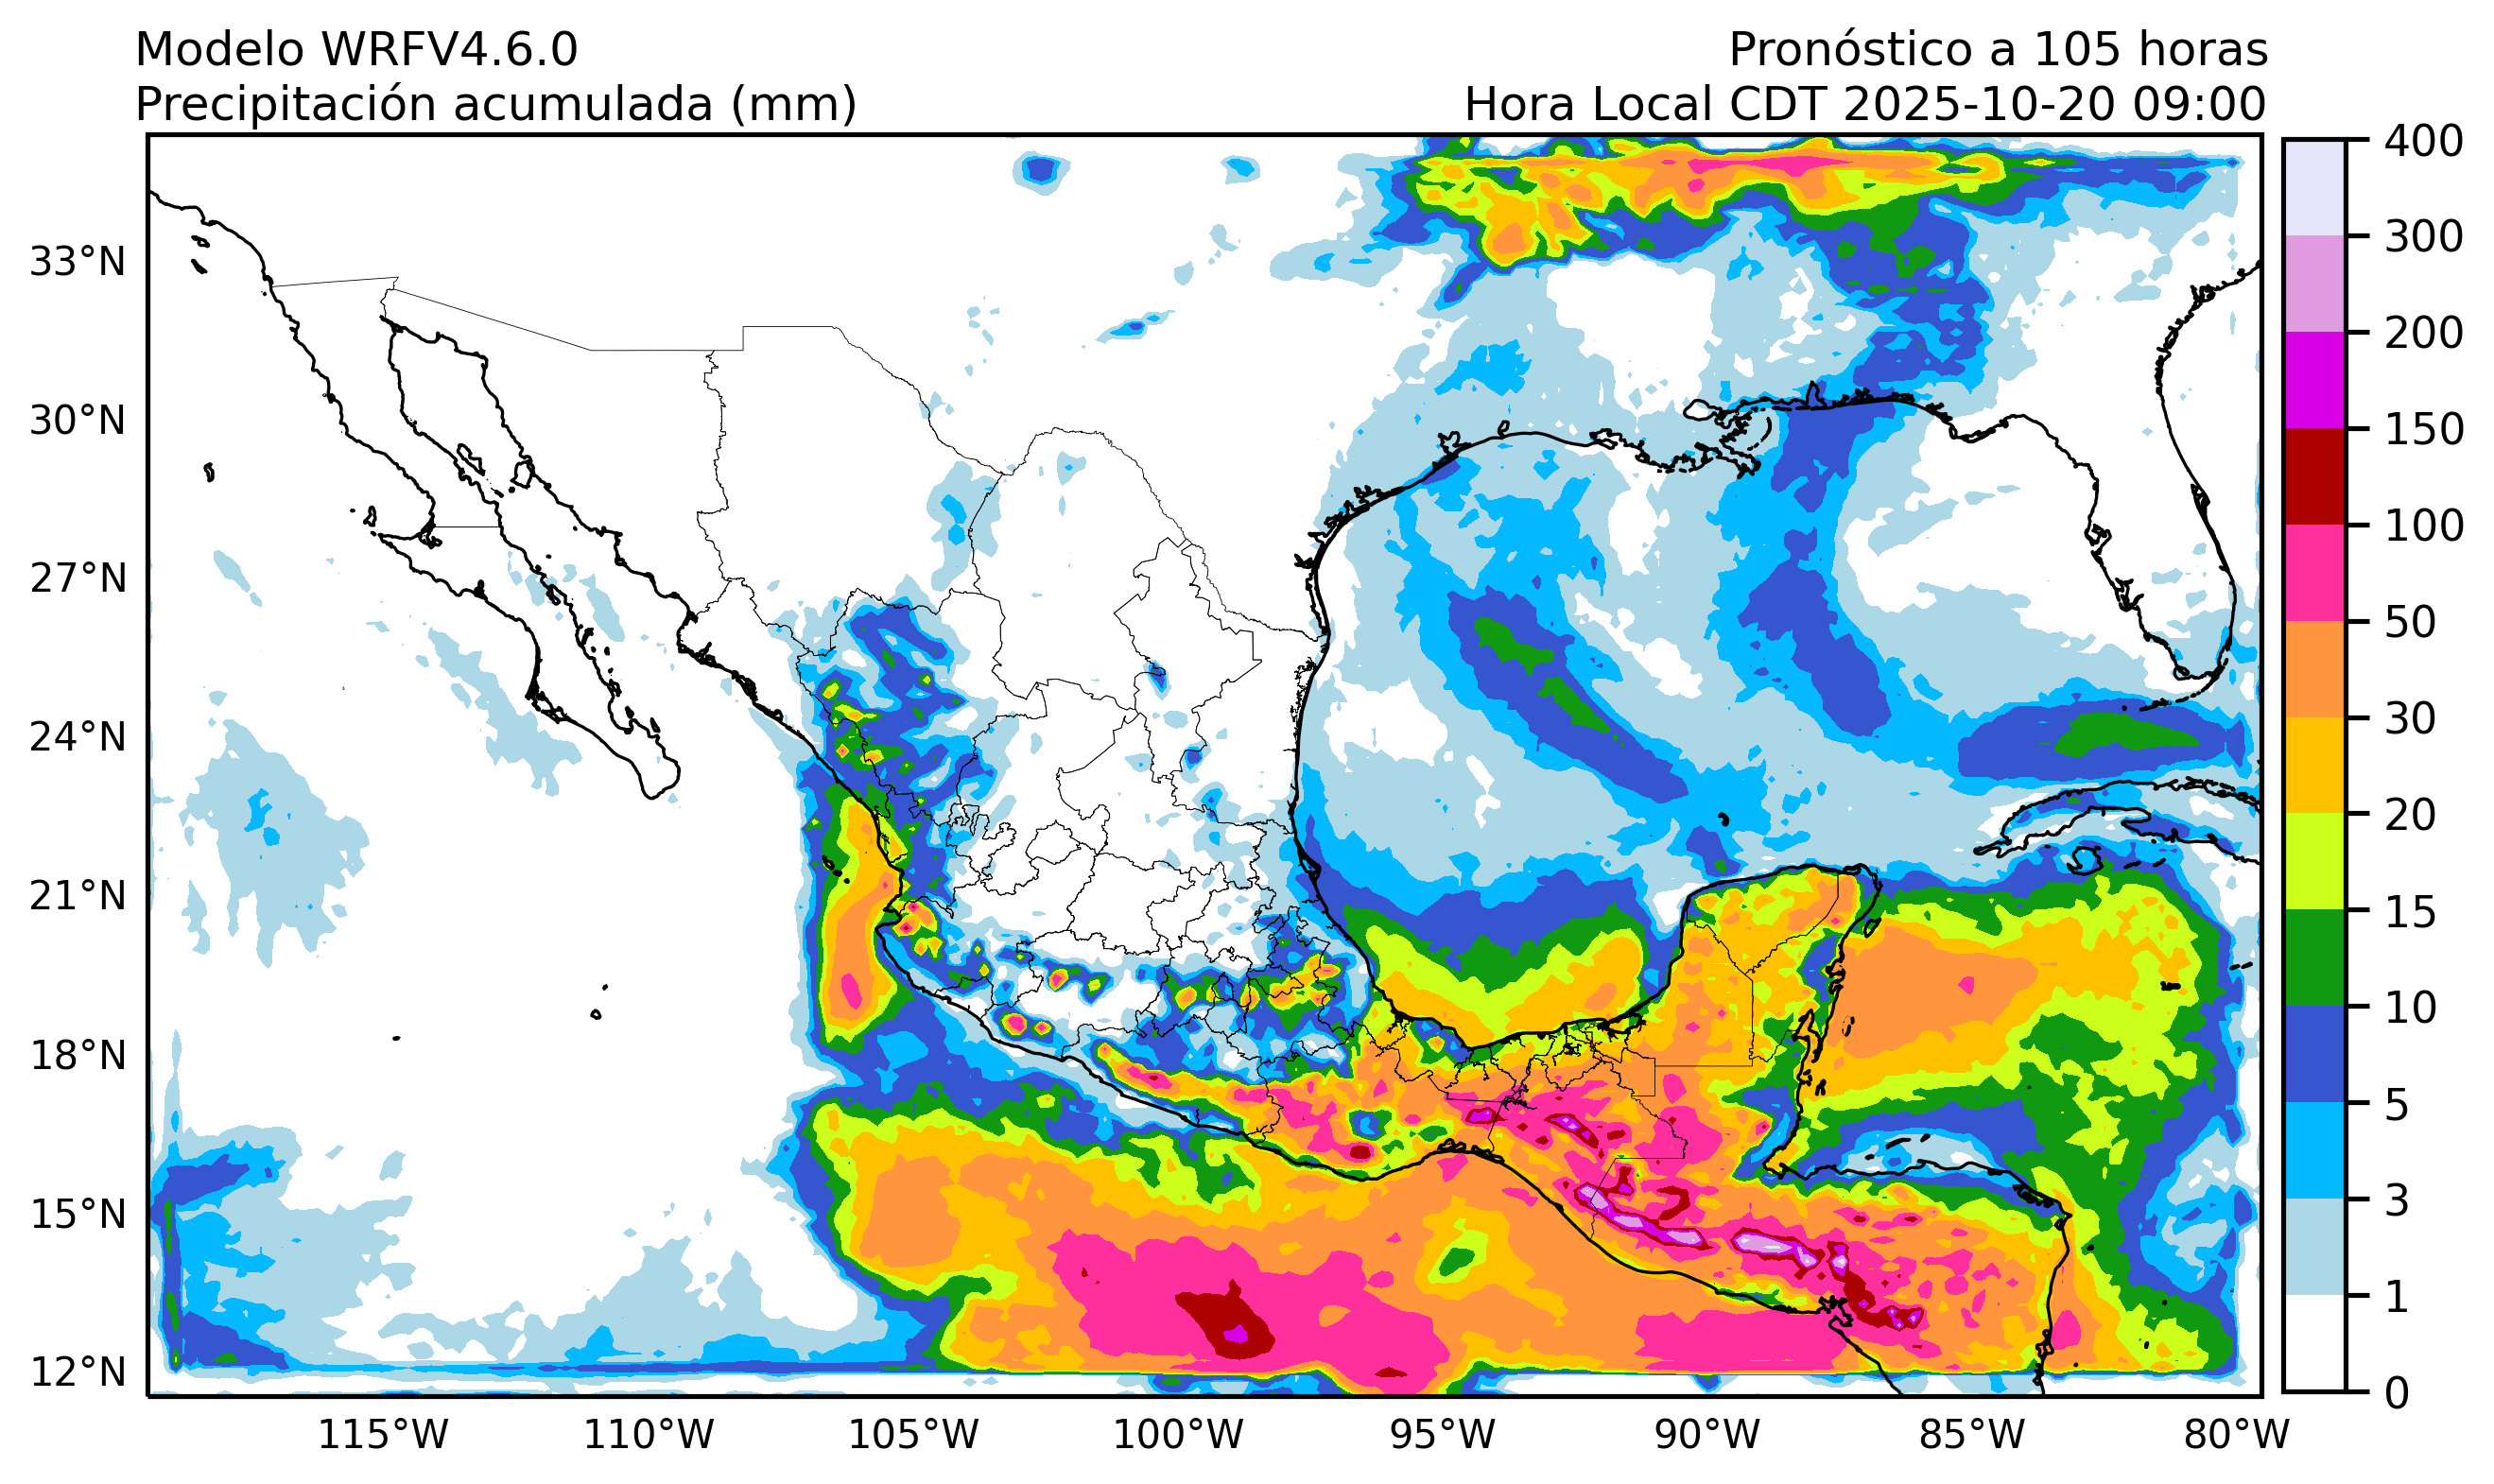 Modelo WRFV4.6.0
Pronóstico a 105 horas
Precipitación acumulada (mm)
Hora Local CDT 2025-10-20 09:00
33°N
30°N
27°N
24°N
21°N
18°N
15°N
12°N
115°W
110°W
105°W
100°W
95°W
90°W
85°W
80°W
400
300
200
150
100
50
30
20
15
10
5
3
1
0